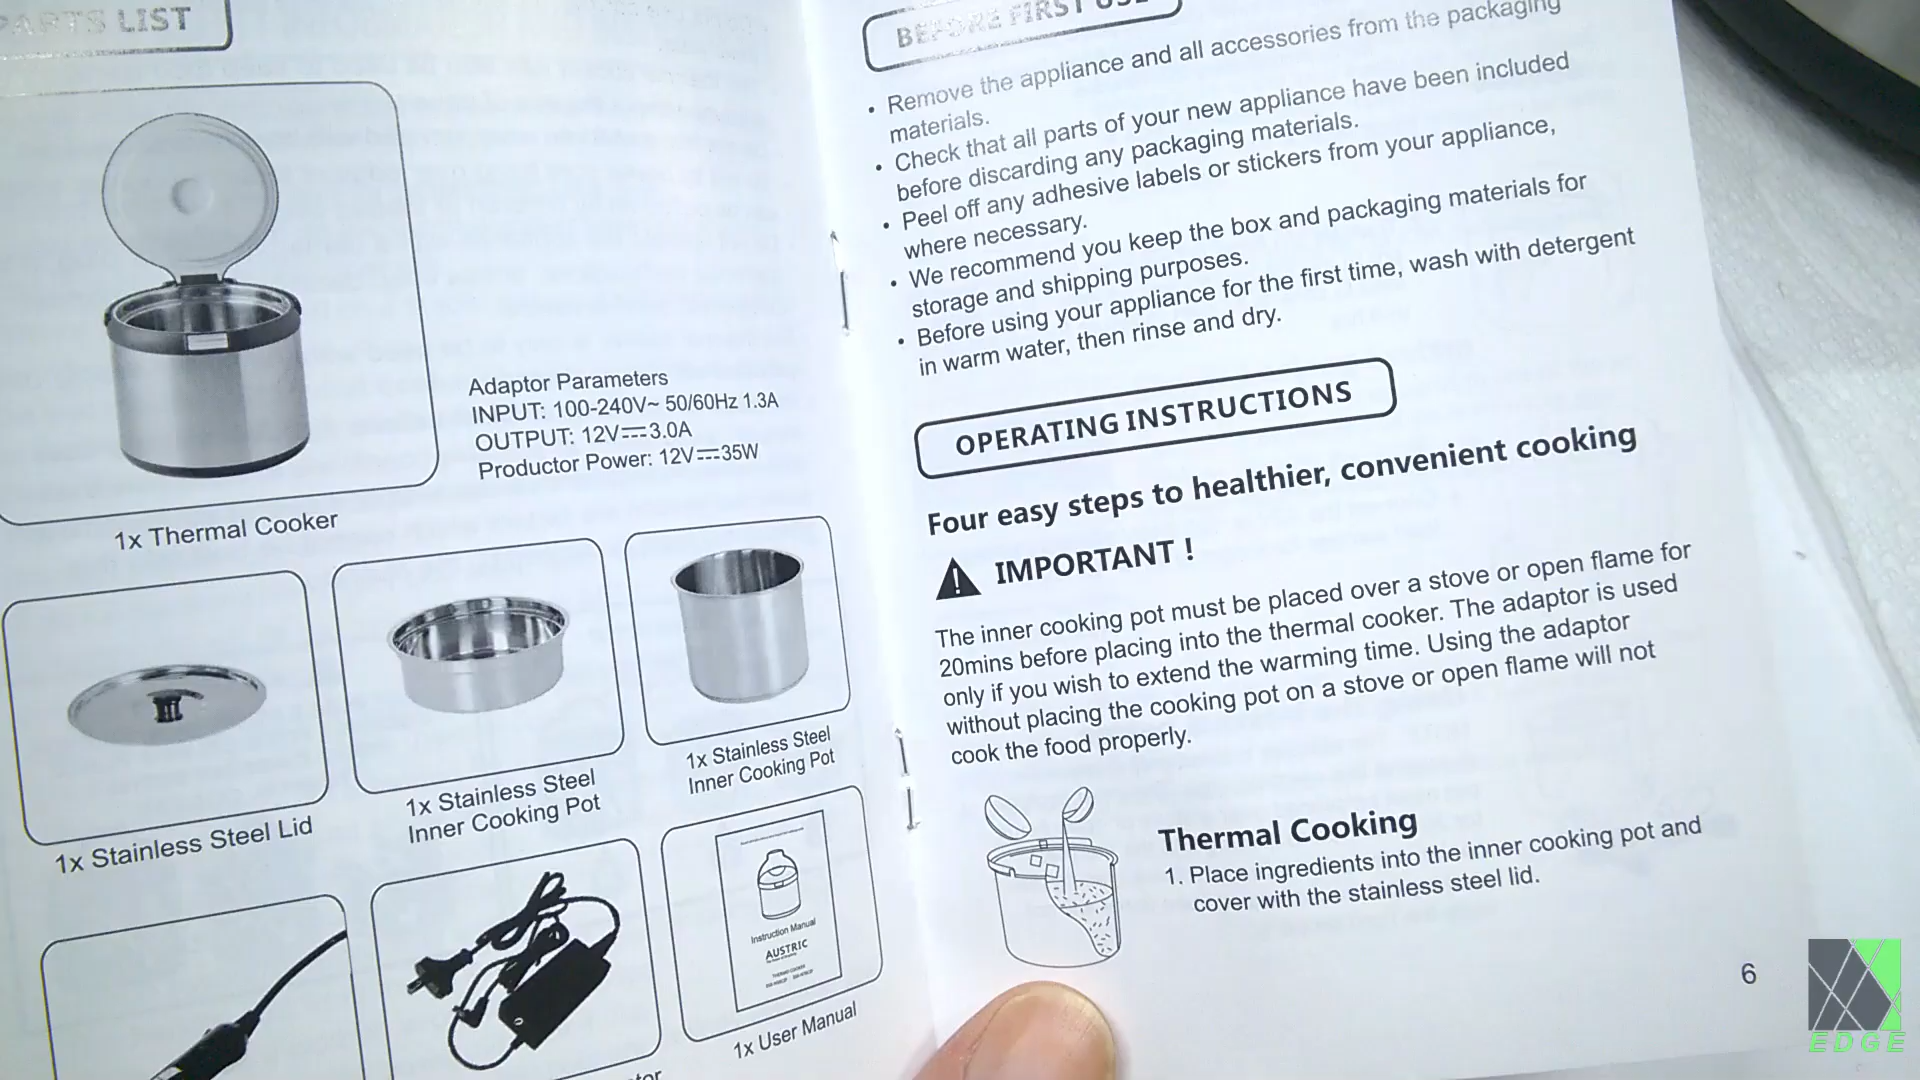 PARTS LIST
Adaptor Parameters
INPUT: 100-240V~ 50/60Hz 1.3A
OUTPUT: 12V⎓3.0A
Productor Power: 12V⎓35W
1x Thermal Cooker
1x Stainless Steel Lid
1x Stainless Steel
Inner Cooking Pot
1x Stainless Steel
Inner Cooking Pot
Instruction Manual
AUSTRIC
1x User Manual
BEFORE FIRST USE
• Remove the appliance and all accessories from the packaging
materials.
• Check that all parts of your new appliance have been included
before discarding any packaging materials.
• Peel off any adhesive labels or stickers from your appliance,
where necessary.
• We recommend you keep the box and packaging materials for
storage and shipping purposes.
• Before using your appliance for the first time, wash with detergent
in warm water, then rinse and dry.
OPERATING INSTRUCTIONS
Four easy steps to healthier, convenient cooking
IMPORTANT !
The inner cooking pot must be placed over a stove or open flame for
20mins before placing into the thermal cooker. The adaptor is used
only if you wish to extend the warming time. Using the adaptor
without placing the cooking pot on a stove or open flame will not
cook the food properly.
Thermal Cooking
1. Place ingredients into the inner cooking pot and
cover with the stainless steel lid.
6
EDGE